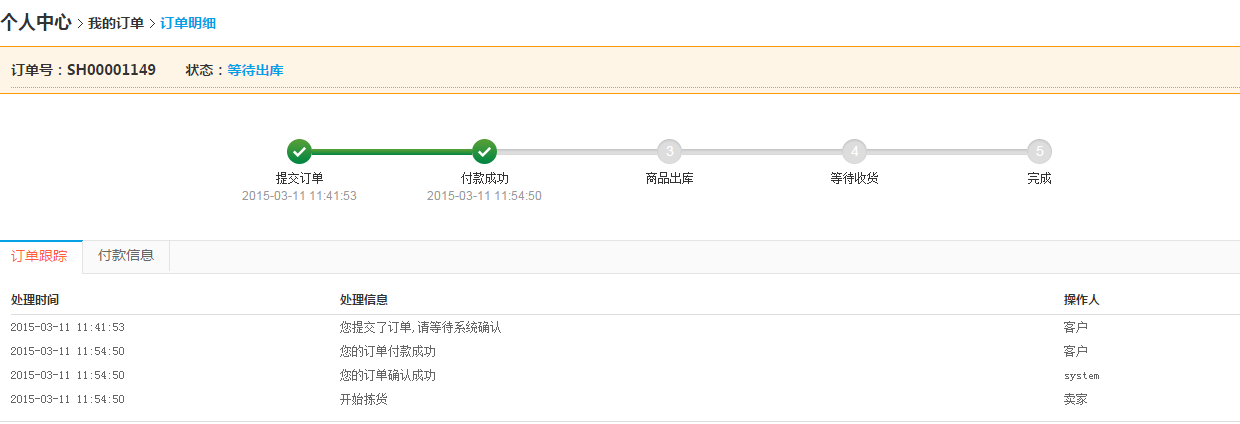 个人中心 > 我的订单 > 订单明细
订单号：SH00001149 状态：等待出库
3 4 5
提交订单 付款成功 商品出库 等待收货 完成
2015-03-11 11:41:53 2015-03-11 11:54:50
订单跟踪 付款信息
处理时间 处理信息 操作人
2015-03-11 11:41:53 您提交了订单,请等待系统确认 客户
2015-03-11 11:54:50 您的订单付款成功 客户
2015-03-11 11:54:50 您的订单确认成功 system
2015-03-11 11:54:50 开始拣货 卖家